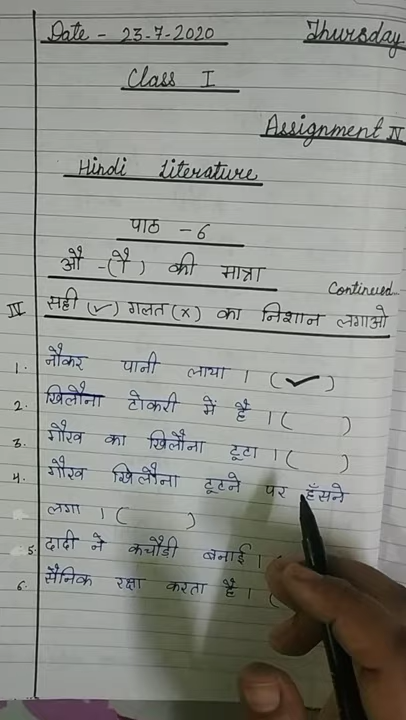 Date - 23-7-2020 Thursday
Class I
Assignment IV
Hindi Literature
पाठ - 6
औ - (ौ) की मात्रा
Continued..
IV सही (✓) गलत (x) का निशान लगाओ
1. नौकर पानी लाया । (✓)
2. खिलौना टोकरी में है । ( )
3. गौरव का खिलौना टूटा । ( )
4. गौरव खिलौना टूटने पर हँसने
लगा । ( )
5. दादी ने कचौड़ी बनाई । (
6. सैनिक रक्षा करता है । (